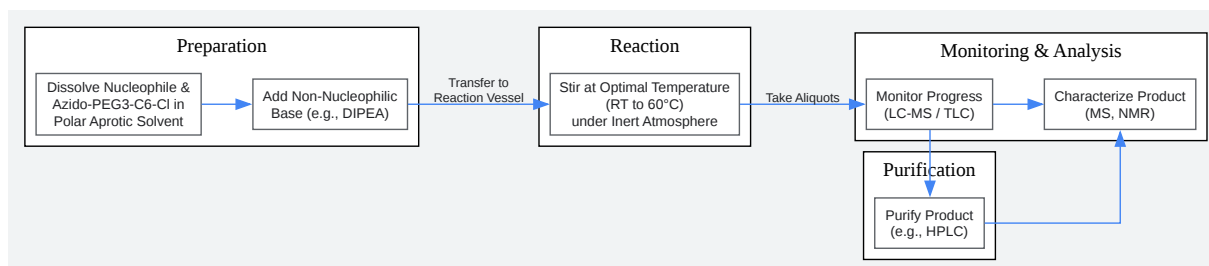 Preparation
Dissolve Nucleophile &
Azido-PEG3-C6-Cl in
Polar Aprotic Solvent
Add Non-Nucleophilic
Base (e.g., DIPEA)
Transfer to
Reaction Vessel
Reaction
Stir at Optimal Temperature
(RT to 60°C)
under Inert Atmosphere
Take Aliquots
Monitoring & Analysis
Monitor Progress
(LC-MS / TLC)
Characterize Product
(MS, NMR)
Purification
Purify Product
(e.g., HPLC)